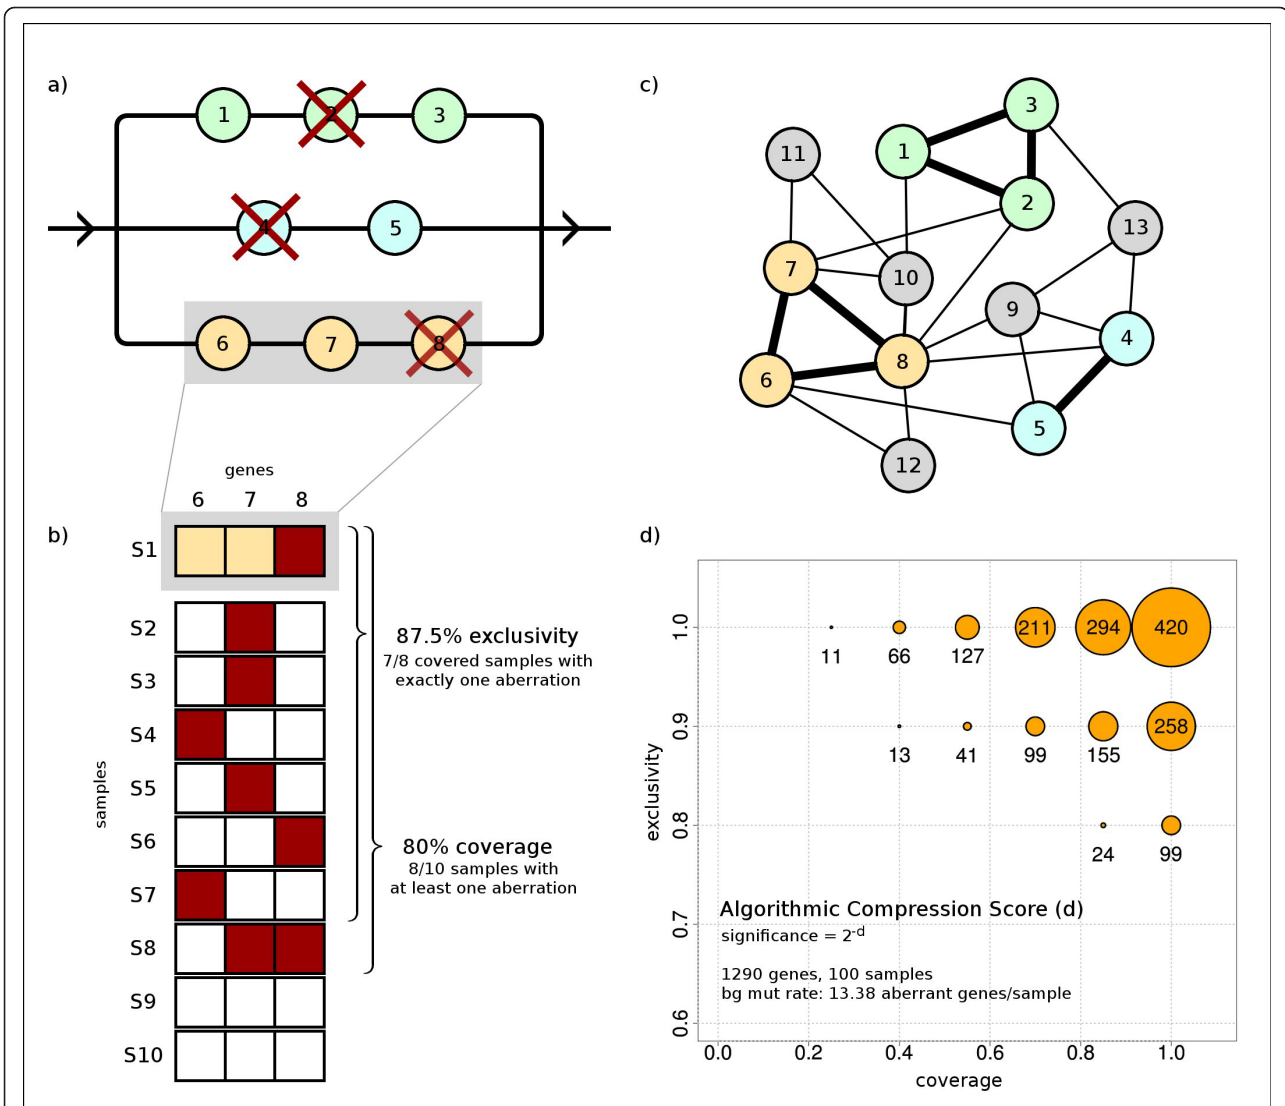 a)
1
2
3
4
5
6
7
8
c)
3
1
11
2
13
7
10
9
4
8
6
5
12
genes
6 7 8
b)
S1
S2
S3
S4
S5
S6
S7
S8
S9
S10
samples
87.5% exclusivity
7/8 covered samples with
exactly one aberration
80% coverage
8/10 samples with
at least one aberration
d)
exclusivity
1.0
0.9
0.8
0.7
0.6
211 294 420
11 66 127
258
13 41 99 155
24 99
Algorithmic Compression Score (d)
significance = 2^-d
1290 genes, 100 samples
bg mut rate: 13.38 aberrant genes/sample
0.0 0.2 0.4 0.6 0.8 1.0
coverage